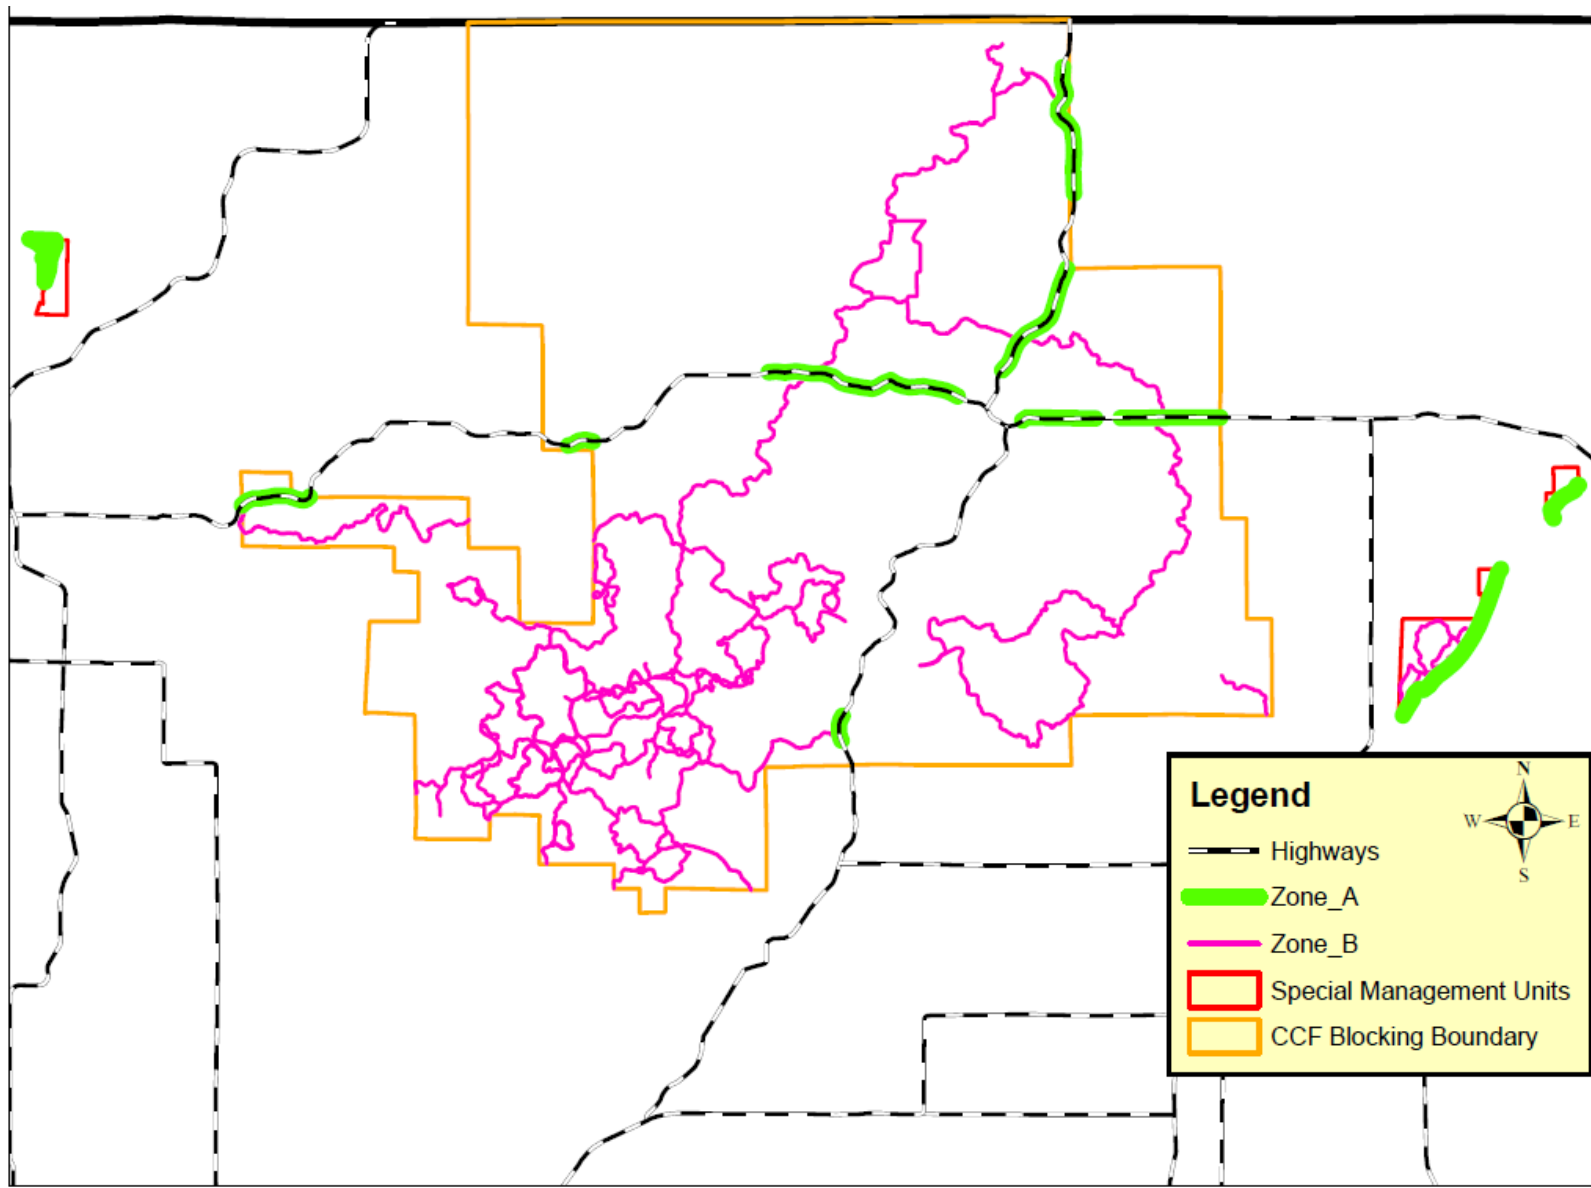 Legend
N
W E
S
Highways
Zone_A
Zone_B
Special Management Units
CCF Blocking Boundary